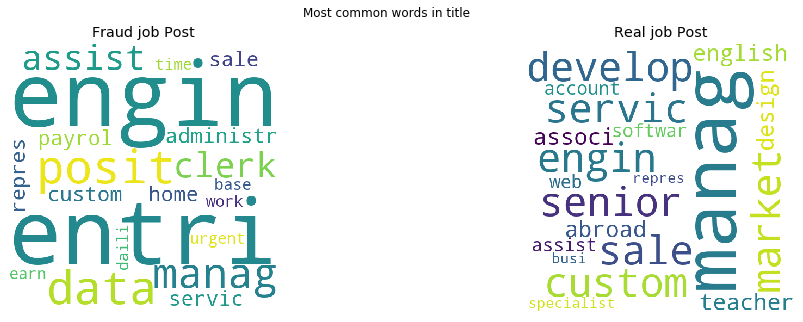 Most common words in title
Fraud job Post
assist
time
sale
engin
payrol
administr
posit
clerk
repres
custom
home
base
work
entri
daili
urgent
earn
data
manag
servic
Real job Post
english
develop
account
servic
design
associ
softwar
engin
manag
web
repres
senior
market
abroad
assist
sale
busi
custom
specialist
teacher